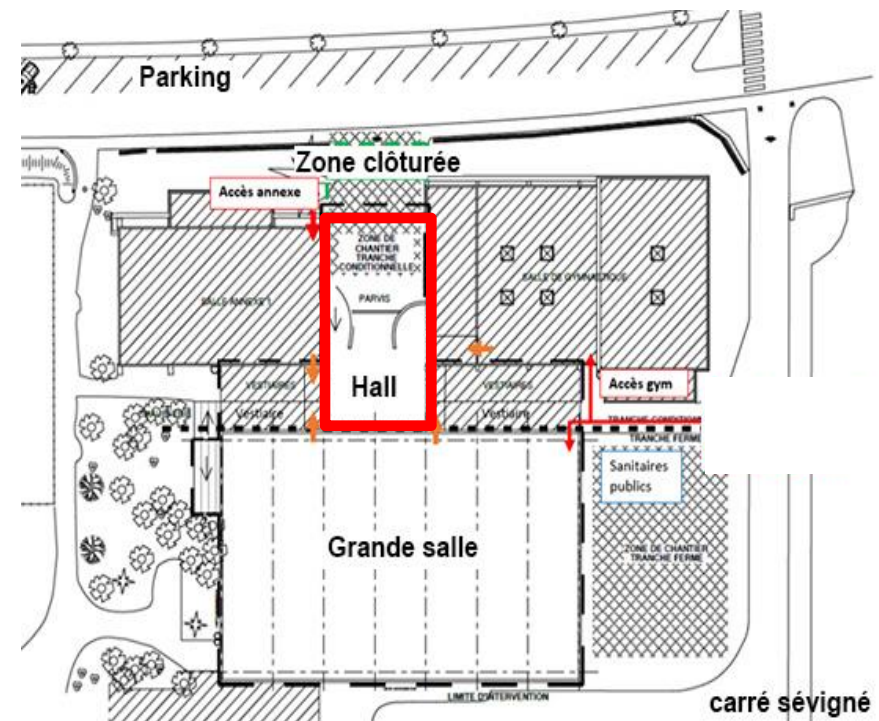 Parking
Zone clôturée
Accès annexe
ZONE DE
CHANTIER
TRANCHE
CONDITIONNELLE
SALLE DE GYMNASTIQUE
SALLE ANNEXE 1
PARVIS
Hall
VESTIAIRES
VESTIAIRES
Accès gym
Vestiaire
Vestiaire
TRANCHE CONDITION
TRANCHE FERME
Sanitaires
publics
Grande salle
ZONE DE CHANTIER
TRANCHE FERME
LIMITE D'INTERVENTION
carré sévigné